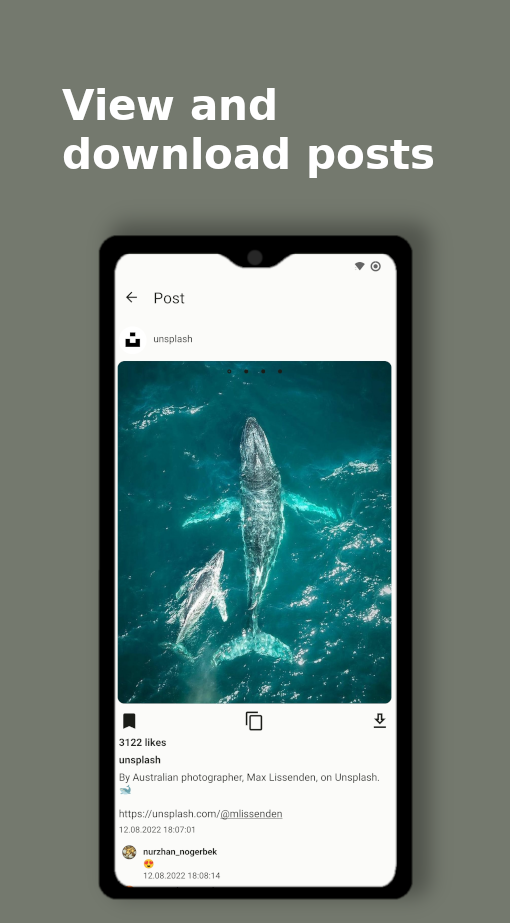 View and
download posts
Post
unsplash
3122 likes
unsplash
By Australian photographer, Max Lissenden, on Unsplash.
🐋
https://unsplash.com/@mlissenden
12.08.2022 18:07:01
nurzhan_nogerbek
😍
12.08.2022 18:08:14